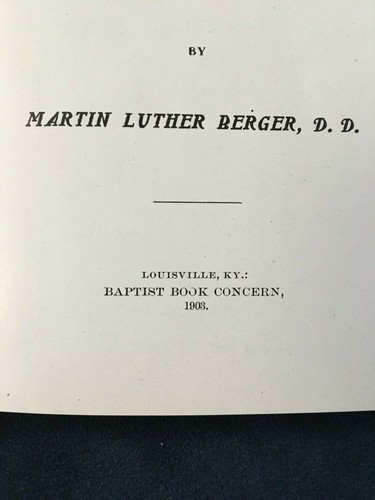 BY
MARTIN LUTHER BERGER, D. D.
LOUISVILLE, KY.:
BAPTIST BOOK CONCERN,
1903.